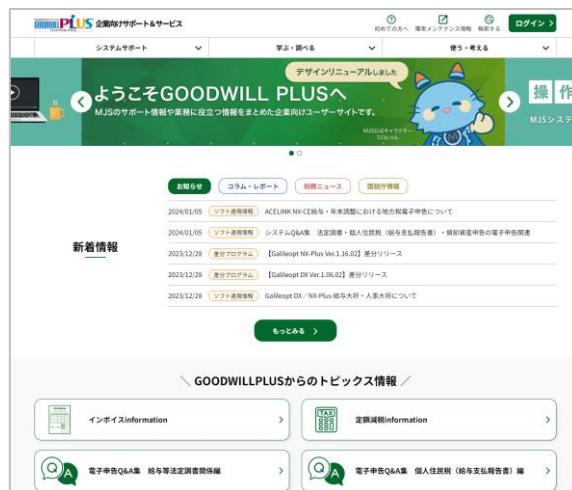 GOODWILL PLUS 企業向けサポート&サービス
初めての方へ 障害メンテナンス情報 検索する ログイン
システムサポート 学ぶ・調べる 使う・考える
デザインリニューアルしました
ようこそGOODWILL PLUSへ
MJSのサポート情報や業務に役立つ情報をまとめた企業向けユーザーサイトです。
MJS公式キャラクター
操作
MJSシステ
お知らせ コラム・レポート 税務ニュース 国税庁情報
新着情報
2024/01/05 ソフト運用情報 ACELINK NX-CE給与・年末調整における地方税電子申告について
2024/01/05 ソフト運用情報 システムQ&A集 法定調書・個人住民税(給与支払報告書)・償却資産申告の電子申告関連
2023/12/28 差分プログラム 【Galileopt NX-Plus Ver.1.16.02】差分リリース
2023/12/28 差分プログラム 【Galileopt DX Ver.1.06.02】差分リリース
2023/12/28 ソフト運用情報 Galileopt DX/NX-Plus 給与大将・人事大将について
もっとみる
GOODWILLPLUSからのトピックス情報
インボイスinformation
TAX
定額減税information
Q A
電子申告Q&A集 給与等法定調書関係編
Q A
電子申告Q&A集 個人住民税(給与支払報告書)編